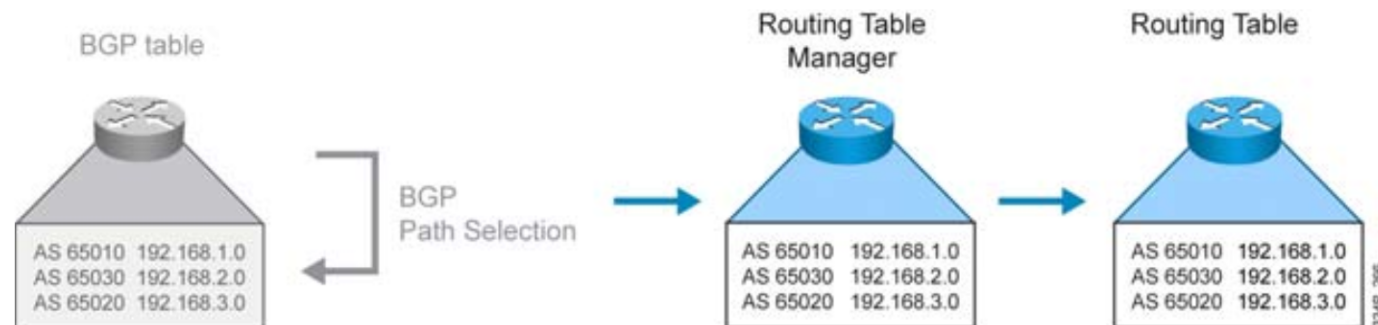 BGP table
AS 65010 192.168.1.0
AS 65030 192.168.2.0
AS 65020 192.168.3.0
BGP
Path Selection
Routing Table
Manager
AS 65010 192.168.1.0
AS 65030 192.168.2.0
AS 65020 192.168.3.0
Routing Table
AS 65010 192.168.1.0
AS 65030 192.168.2.0
AS 65020 192.168.3.0